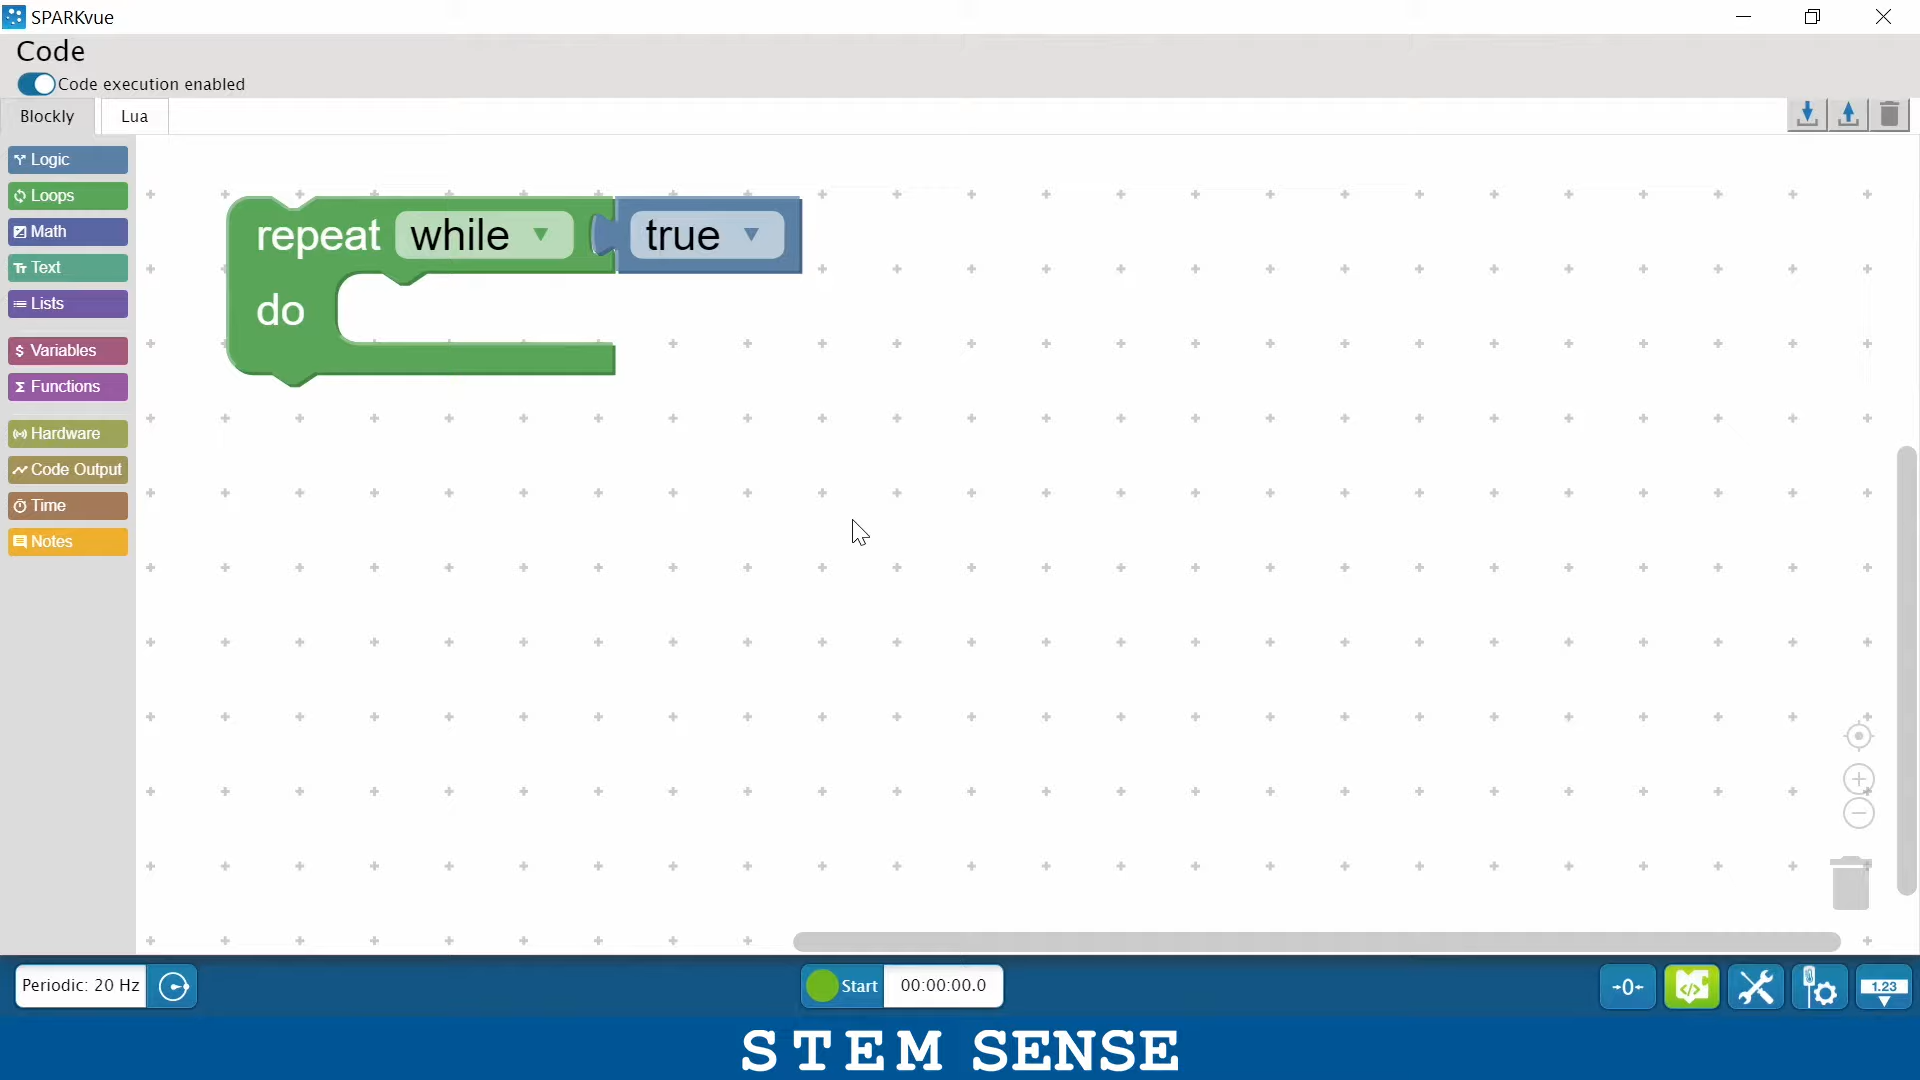 SPARKvue
Code
Code execution enabled
Blockly Lua
Logic
Loops
Math
Text
Lists
Variables
Functions
Hardware
Code Output
Time
Notes
repeat while true
do
Periodic: 20 Hz
Start 00:00:00.0
→0←
1.23
STEM SENSE